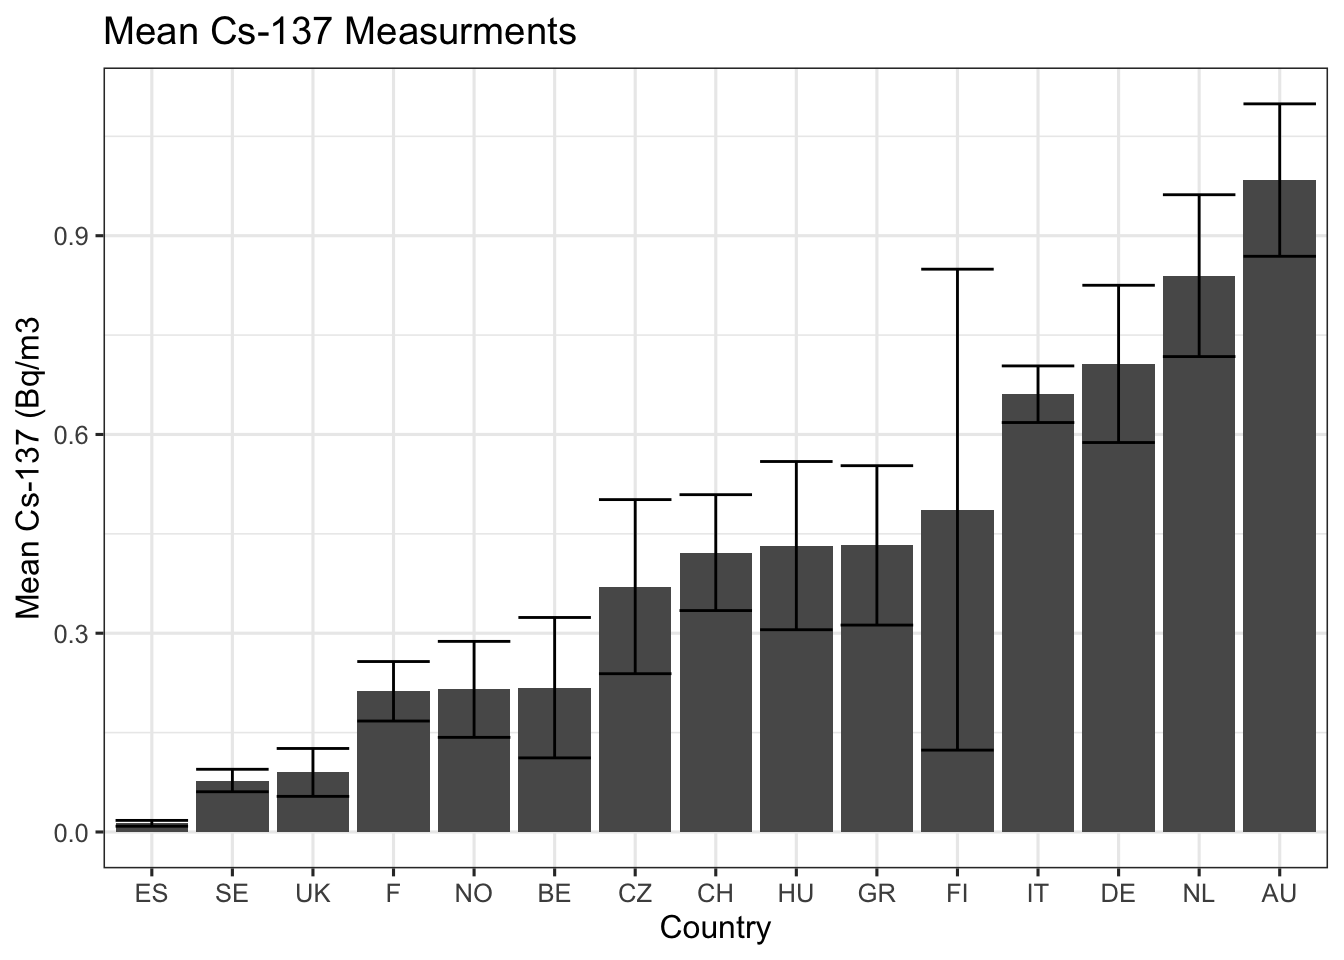 Mean Cs-137 Measurments
Mean Cs-137 (Bq/m3
0.9
0.6
0.3
0.0
ES SE UK F NO BE CZ CH HU GR FI IT DE NL AU
Country